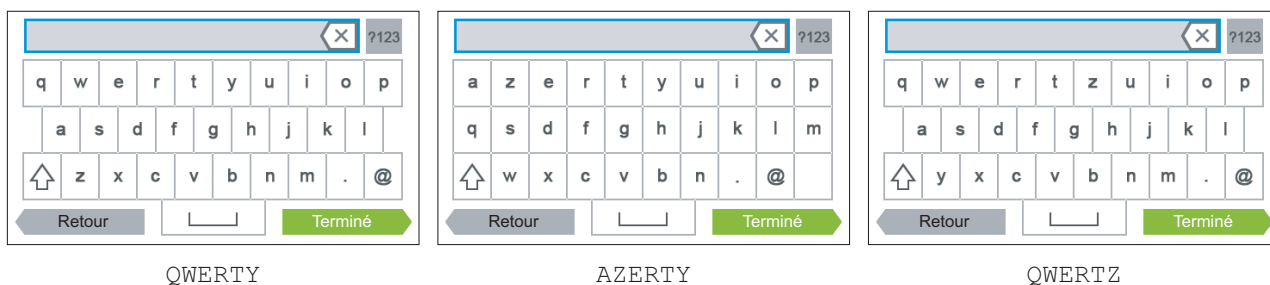 ?123
q w e r t y u i o p
a s d f g h j k l
z x c v b n m . @
Retour Terminé
QWERTY
?123
a z e r t y u i o p
q s d f g h j k l m
w x c v b n . @
Retour Terminé
AZERTY
?123
q w e r t z u i o p
a s d f g h j k l
y x c v b n m . @
Retour Terminé
QWERTZ